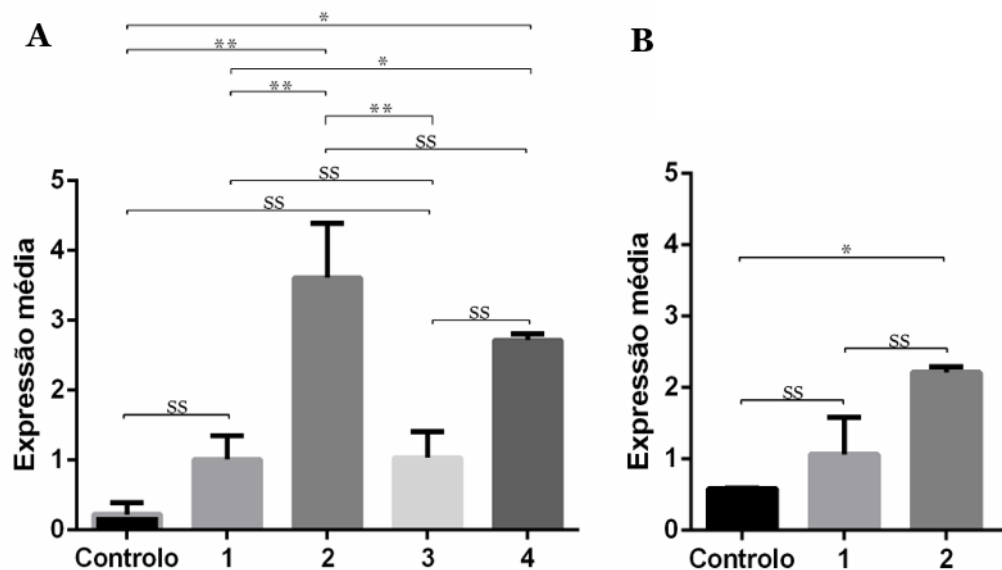 A
*
**
*
**
**
SS
SS
SS
SS
SS
Expressão média
5
4
3
2
1
0
Controlo 1 2 3 4
B
*
SS
SS
Expressão média
5
4
3
2
1
0
Controlo 1 2